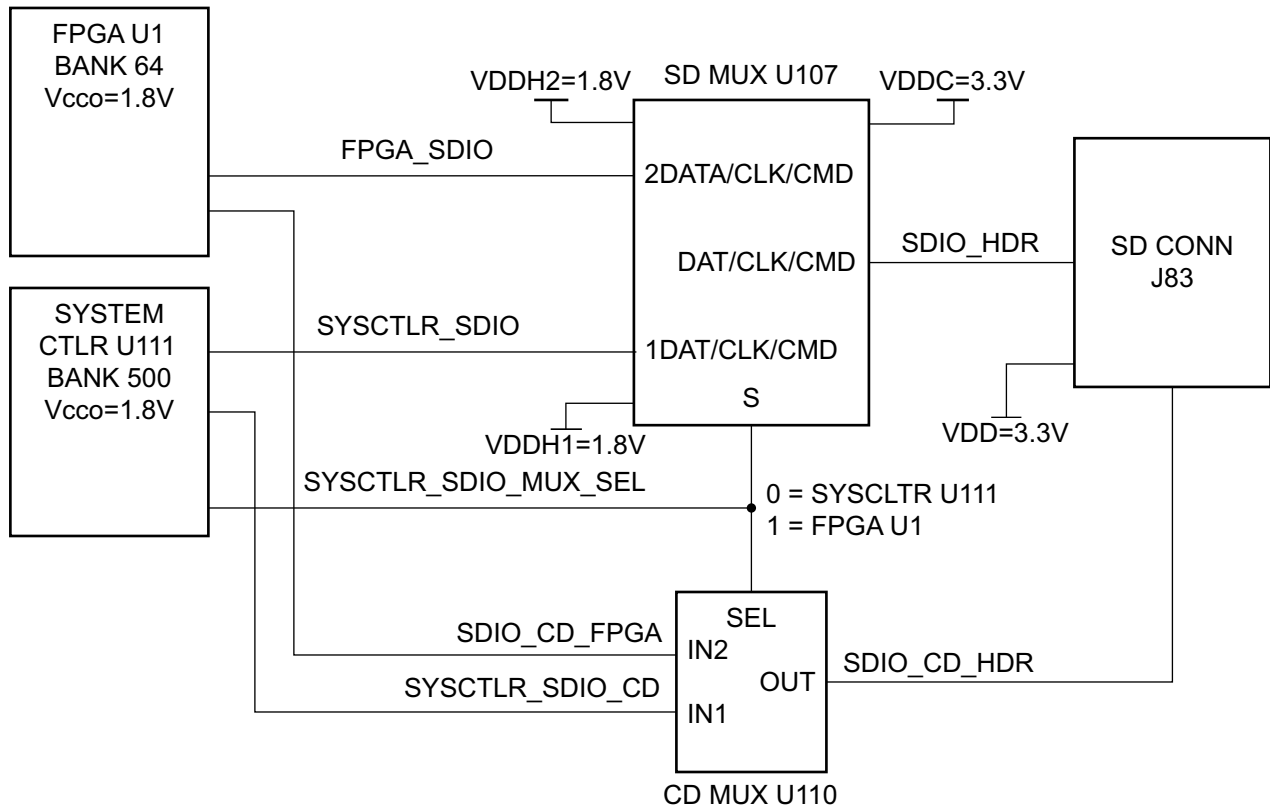 FPGA U1
BANK 64
Vcco=1.8V
VDDH2=1.8V
SD MUX U107
VDDC=3.3V
FPGA_SDIO
2DATA/CLK/CMD
DAT/CLK/CMD
SDIO_HDR
SD CONN
J83
SYSTEM
CTLR U111
BANK 500
Vcco=1.8V
SYSCTLR_SDIO
1DAT/CLK/CMD
S
VDDH1=1.8V
VDD=3.3V
SYSCTLR_SDIO_MUX_SEL
0 = SYSCLTR U111
1 = FPGA U1
SEL
SDIO_CD_FPGA
IN2
OUT
SDIO_CD_HDR
SYSCTLR_SDIO_CD
IN1
CD MUX U110